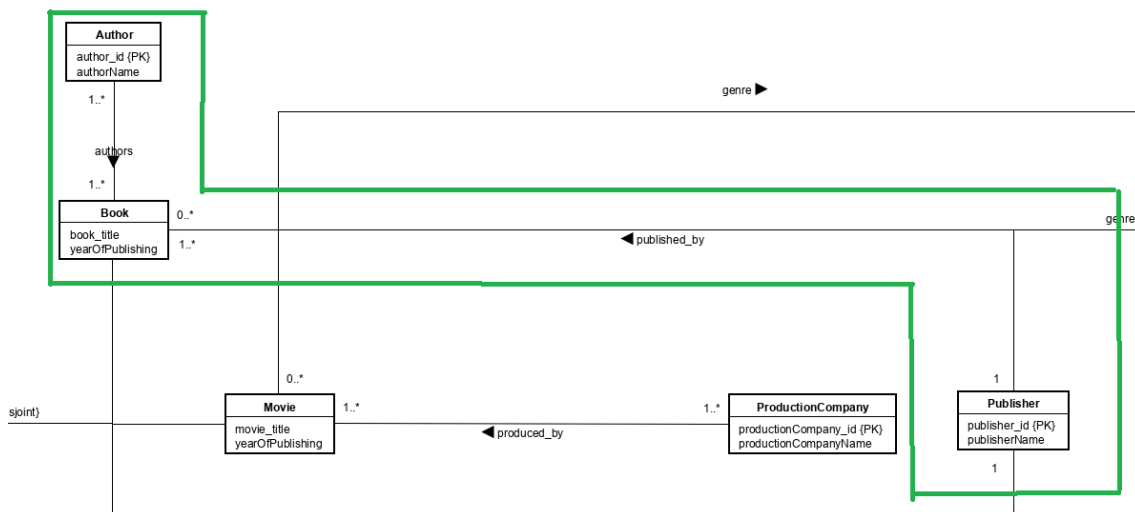 Author
author_id {PK}
authorName
1..*
genre ▶
authors
1..*
Book
book_title
yearOfPublishing
0..*
1..*
◀ published_by
genre
0..*
1
sjoint}
Movie
movie_title
yearOfPublishing
1..*
◀ produced_by
1..*
ProductionCompany
productionCompany_id {PK}
productionCompanyName
Publisher
publisher_id {PK}
publisherName
1